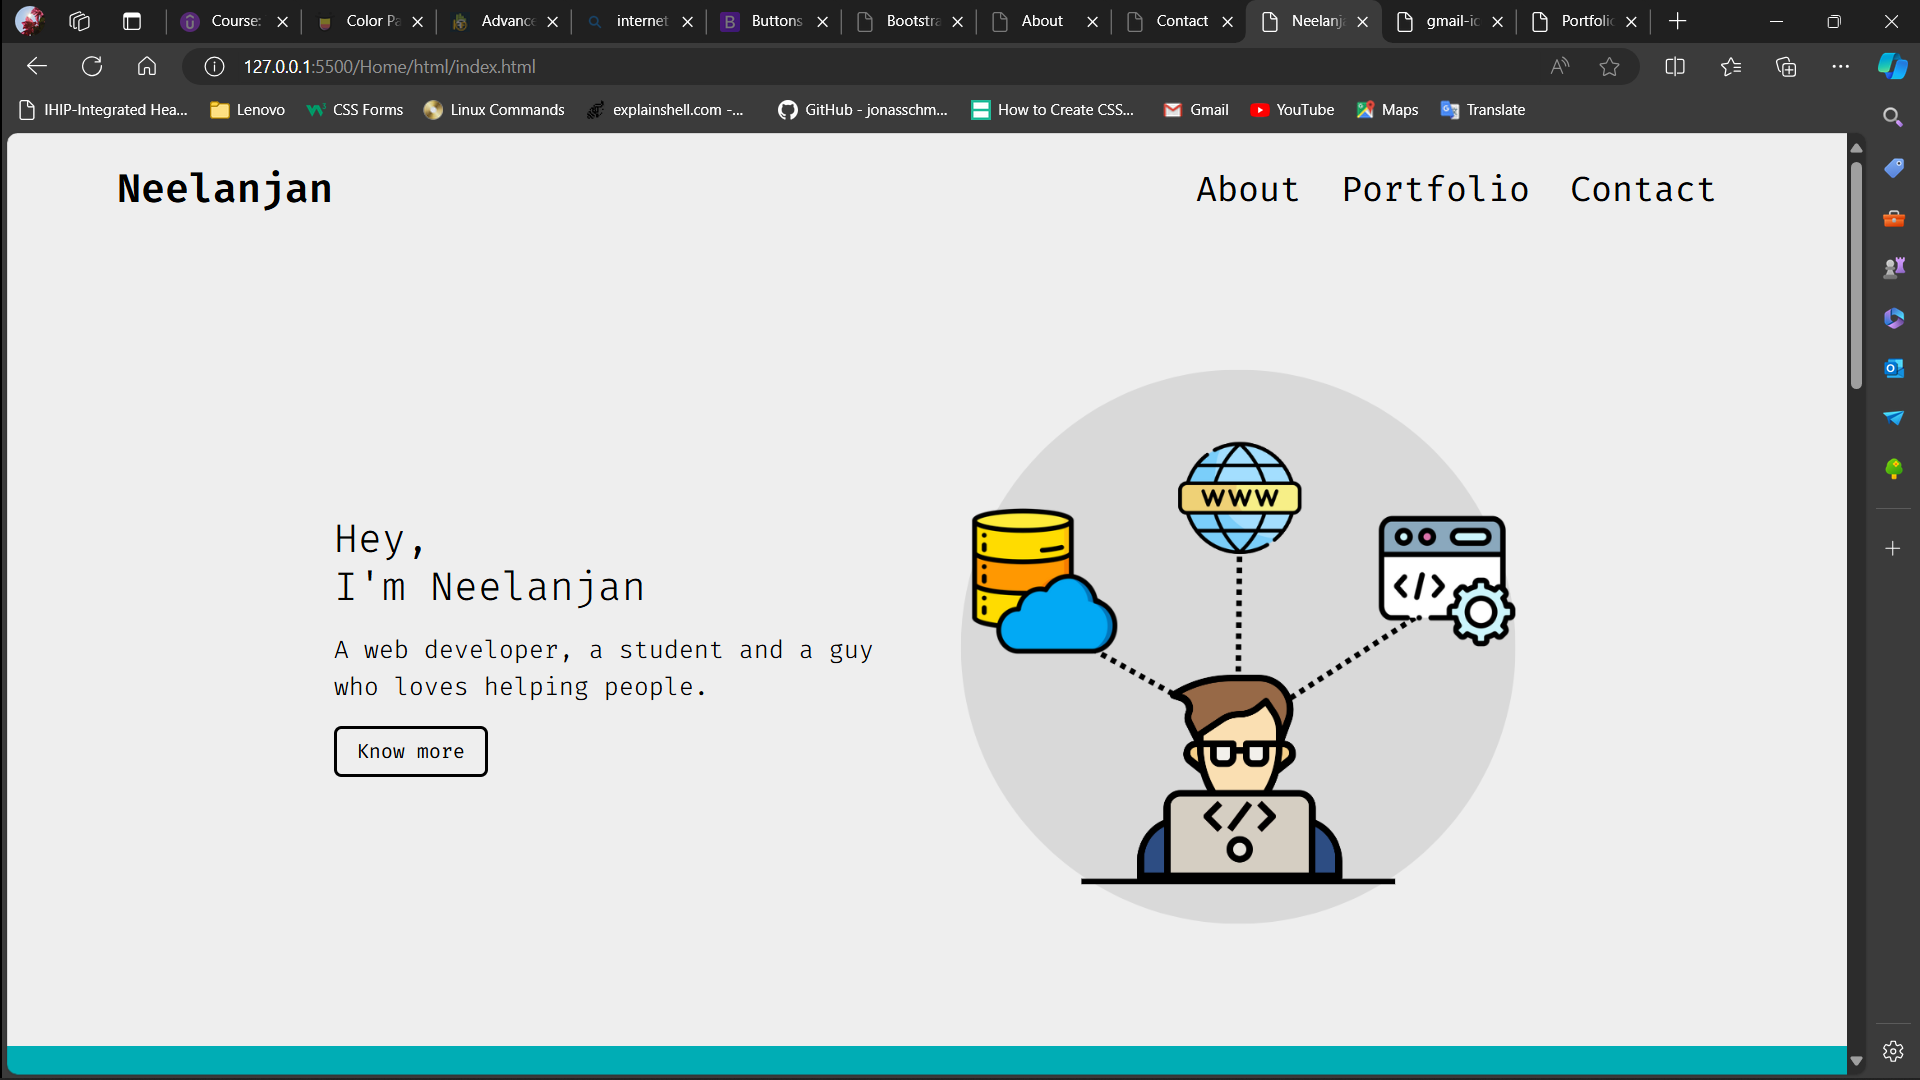 Course:
Color Pa
Advance
internet
Buttons
Bootstra
About
Contact
Neelanja
gmail-ic
Portfolio
127.0.0.1:5500/Home/html/index.html
IHIP-Integrated Hea...
Lenovo
CSS Forms
Linux Commands
explainshell.com -...
GitHub - jonasschm...
How to Create CSS...
Gmail
YouTube
Maps
Translate
Neelanjan
About Portfolio Contact
WWW
</>
Hey,
I'm Neelanjan
A web developer, a student and a guy
who loves helping people.
Know more
</>